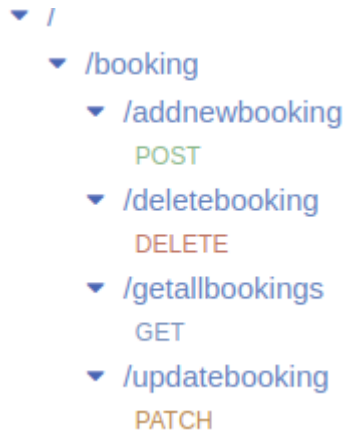 /
/booking
/addnewbooking
POST
/deletebooking
DELETE
/getallbookings
GET
/updatebooking
PATCH